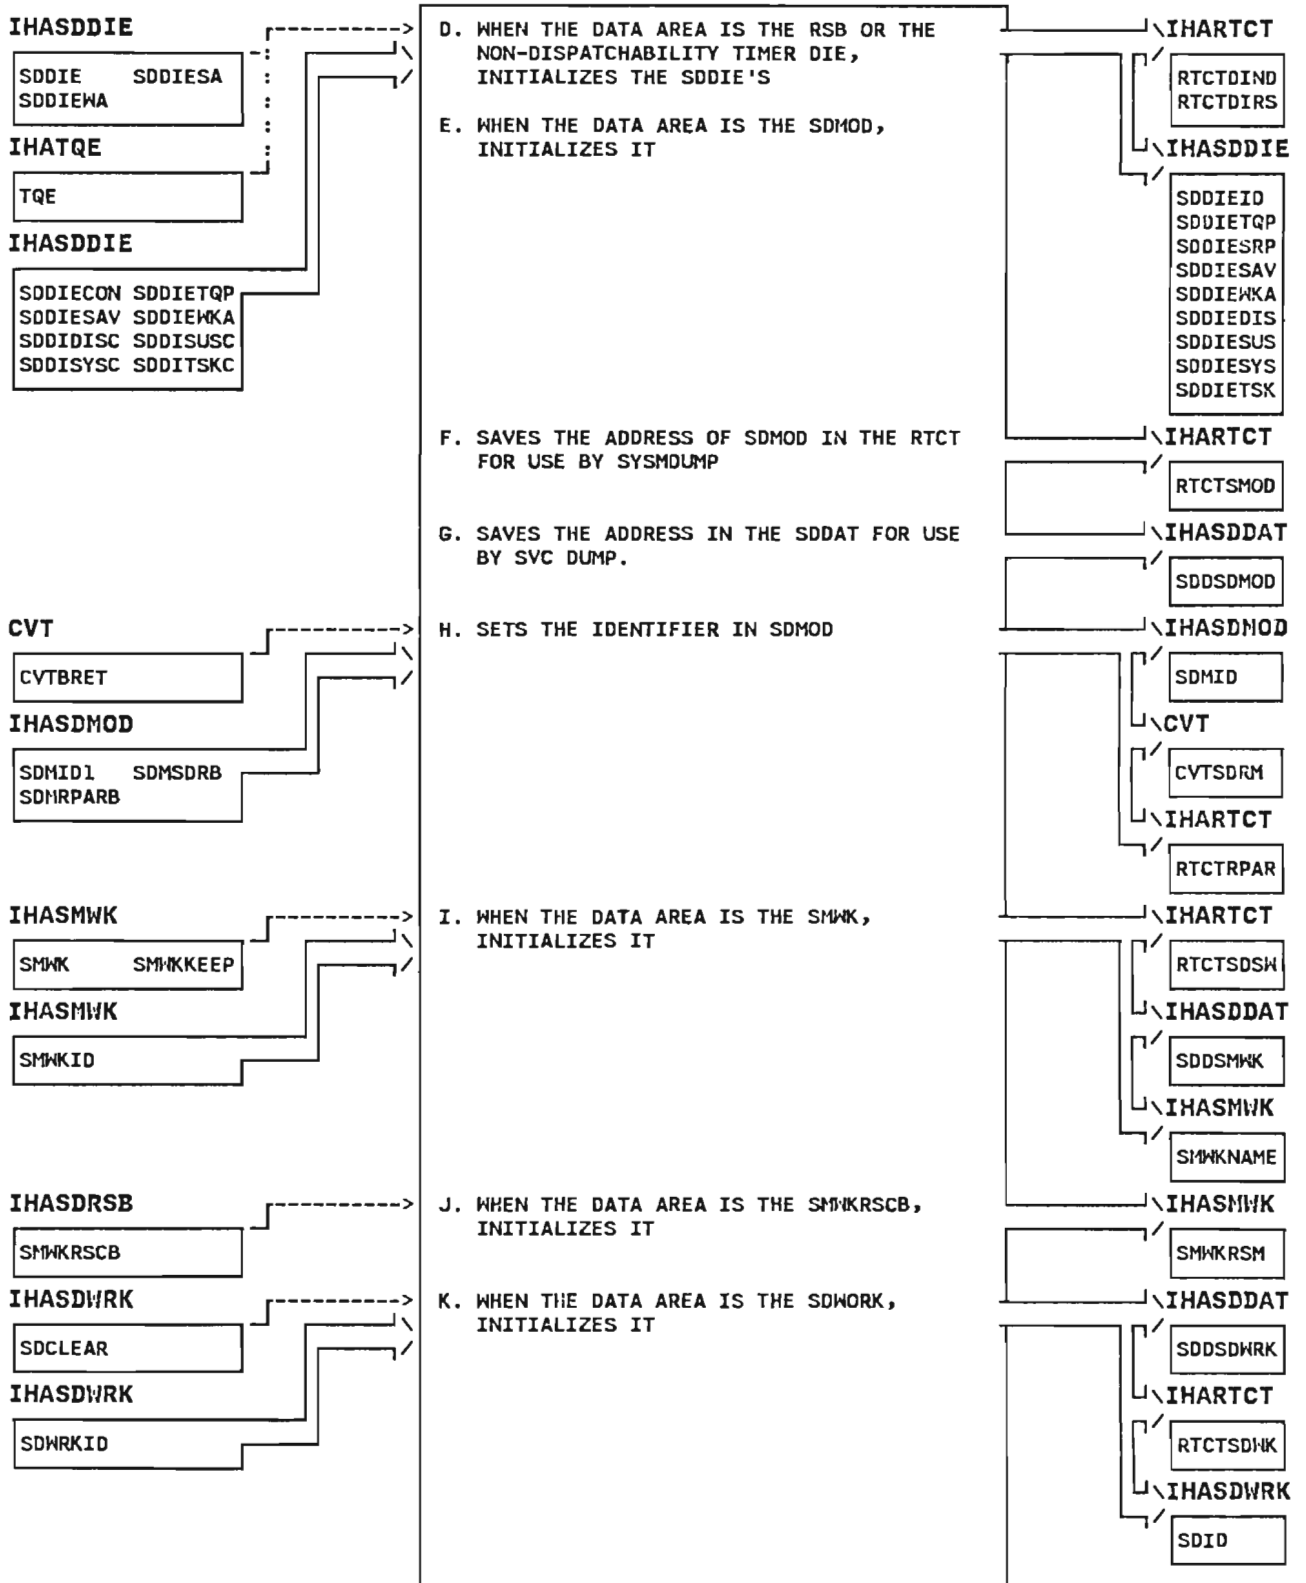 IHASDDIE
SDDIE SDDIESA
SDDIEWA
IHATQE
TQE
IHASDDIE
SDDIECON SDDIETQP
SDDIESAV SDDIEWKA
SDDIDISC SDDISUSC
SDDISYSC SDDITSKC
D. WHEN THE DATA AREA IS THE RSB OR THE
NON-DISPATCHABILITY TIMER DIE,
INITIALIZES THE SDDIE'S
E. WHEN THE DATA AREA IS THE SDMOD,
INITIALIZES IT
IHARTCT
RTCTDIND
RTCTDIRS
IHASDDIE
SDDIEID
SDDIETQP
SDDIESRP
SDDIESAV
SDDIEWKA
SDDIEDIS
SDDIESUS
SDDIESYS
SDDIETSK
F. SAVES THE ADDRESS OF SDMOD IN THE RTCT
FOR USE BY SYSMDUMP
IHARTCT
RTCTSMOD
G. SAVES THE ADDRESS IN THE SDDAT FOR USE
BY SVC DUMP.
IHASDDAT
SDDSDMOD
CVT
CVTBRET
IHASDMOD
SDMID1 SDMSDRB
SDMRPARB
H. SETS THE IDENTIFIER IN SDMOD
IHASDMOD
SDMID
CVT
CVTSDRM
IHARTCT
RTCTRPAR
IHASMWK
SMWK SMWKKEEP
IHASMWK
SMWKID
I. WHEN THE DATA AREA IS THE SMWK,
INITIALIZES IT
IHARTCT
RTCTSDSW
IHASDDAT
SDDSMWK
IHASMWK
SMWKNAME
IHASDRSB
SMWKRSCB
J. WHEN THE DATA AREA IS THE SMWKRSCB,
INITIALIZES IT
IHASMWK
SMWKRSM
IHASDWRK
SDCLEAR
IHASDWRK
SDWRKID
K. WHEN THE DATA AREA IS THE SDWORK,
INITIALIZES IT
IHASDDAT
SDDSDWRK
IHARTCT
RTCTSDWK
IHASDWRK
SDID